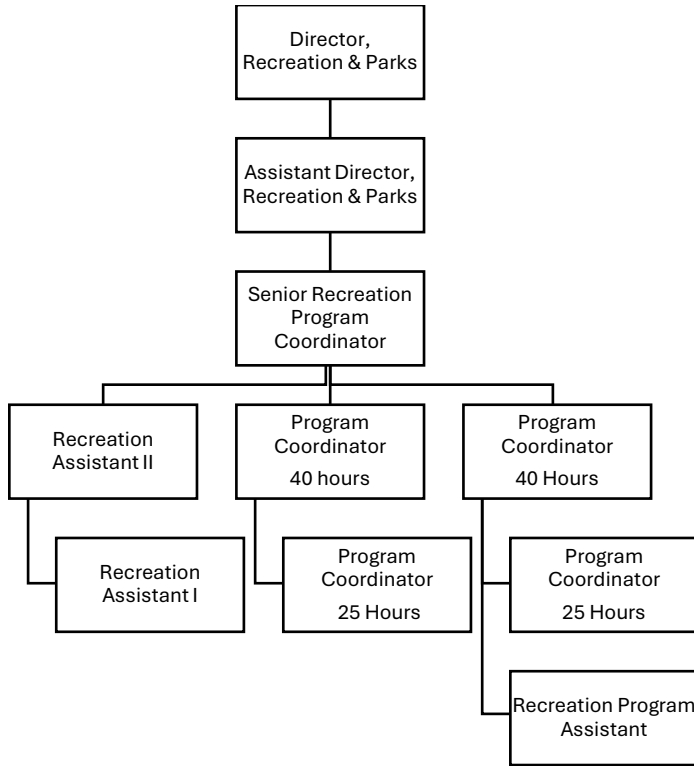 Director,
Recreation & Parks
Assistant Director,
Recreation & Parks
Senior Recreation
Program
Coordinator
Recreation
Assistant II
Program
Coordinator
40 hours
Program
Coordinator
40 Hours
Recreation
Assistant I
Program
Coordinator
25 Hours
Program
Coordinator
25 Hours
Recreation Program
Assistant